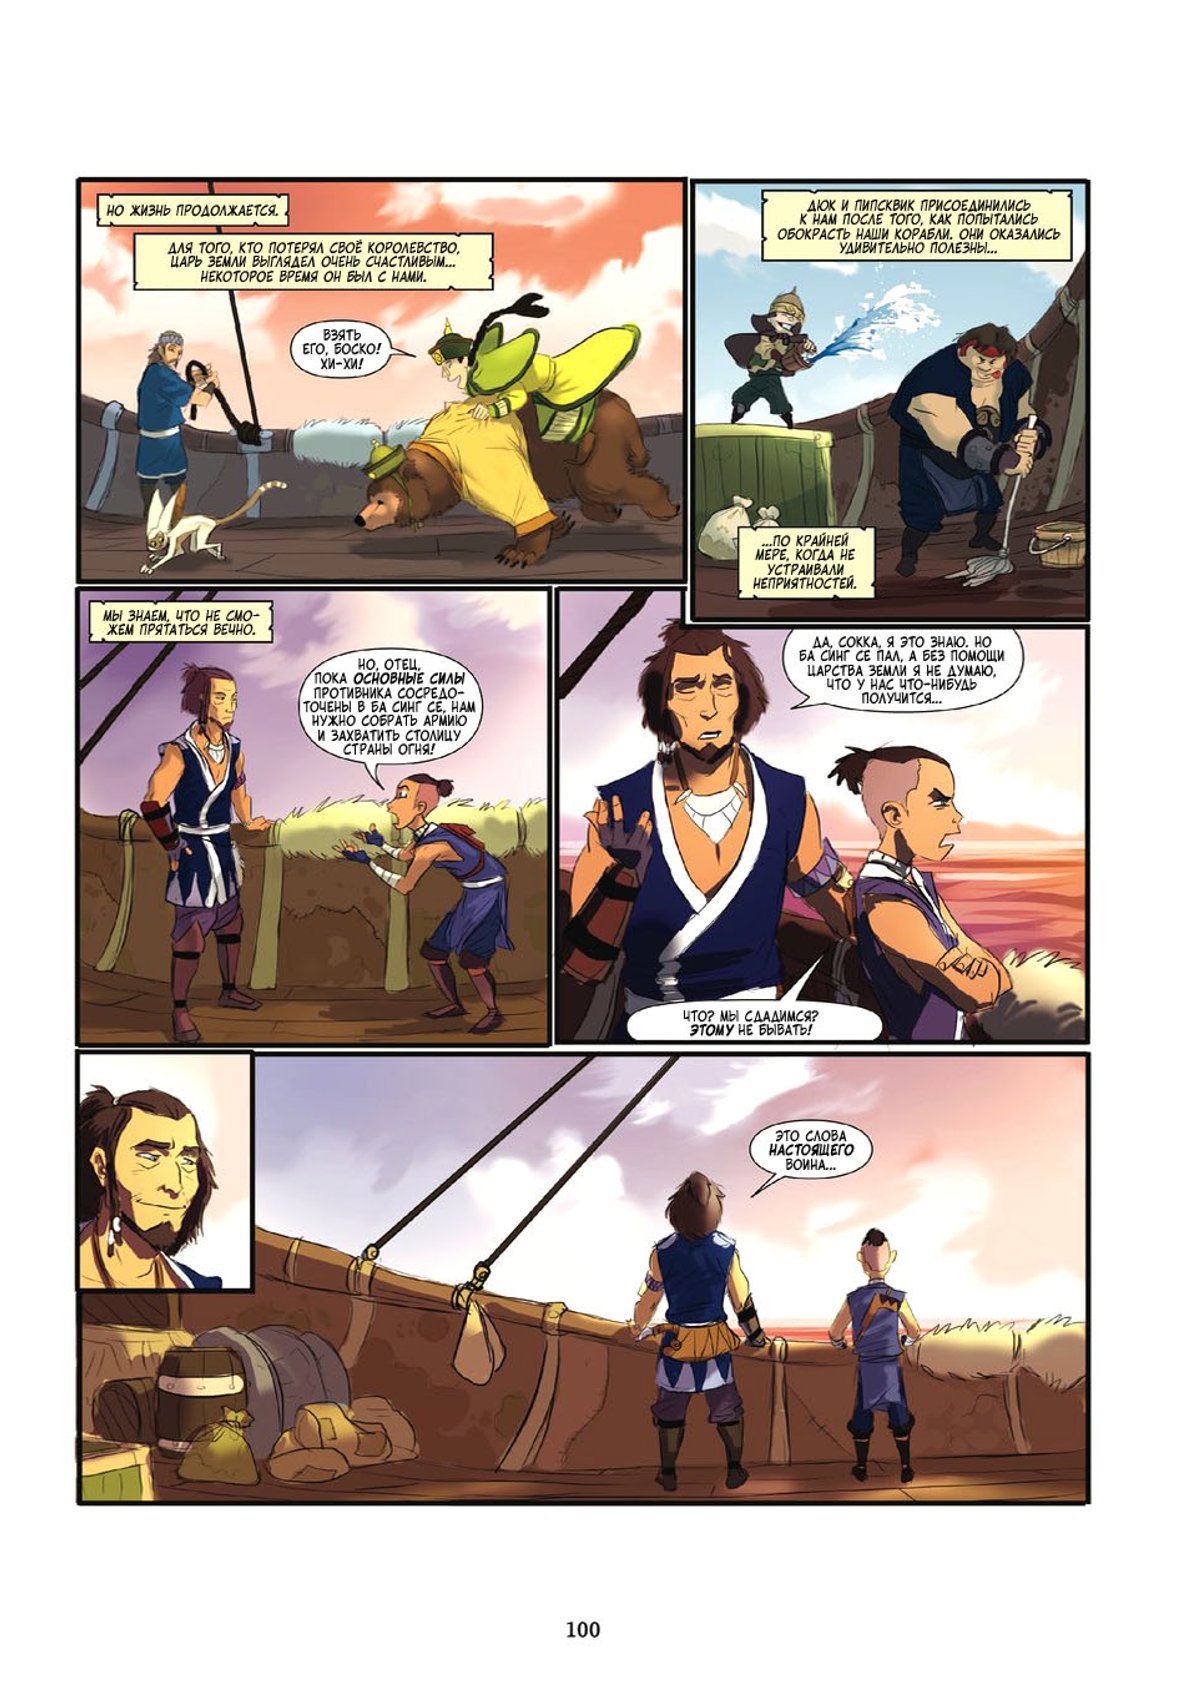 НО ЖИЗНЬ ПРОДОЛЖАЕТСЯ.
ДЛЯ ТОГО, КТО ПОТЕРЯЛ СВОЁ КОРОЛЕВСТВО,
ЦАРЬ ЗЕМЛИ ВЫГЛЯДЕЛ ОЧЕНЬ СЧАСТЛИВЫМ...
НЕКОТОРОЕ ВРЕМЯ ОН БЫЛ С НАМИ.
ВЗЯТЬ
ЕГО, БОСКО!
ХИ-ХИ!
ДЮК И ПИПСКВИК ПРИСОЕДИНИЛИСЬ
К НАМ ПОСЛЕ ТОГО, КАК ПОПЫТАЛИСЬ
ОБОКРАСТЬ НАШИ КОРАБЛИ. ОНИ ОКАЗАЛИСЬ
УДИВИТЕЛЬНО ПОЛЕЗНЫ...
...ПО КРАЙНЕЙ
МЕРЕ, КОГДА НЕ
УСТРАИВАЛИ
НЕПРИЯТНОСТЕЙ.
МЫ ЗНАЕМ, ЧТО НЕ СМО-
ЖЕМ ПРЯТАТЬСЯ ВЕЧНО.
НО, ОТЕЦ,
ПОКА ОСНОВНЫЕ СИЛЫ
ПРОТИВНИКА СОСРЕДО-
ТОЧЕНЫ В БА СИНГ СЕ, НАМ
НУЖНО СОБРАТЬ АРМИЮ
И ЗАХВАТИТЬ СТОЛИЦУ
СТРАНЫ ОГНЯ!
ДА, СОККА, Я ЭТО ЗНАЮ. НО
БА СИНГ СЕ ПАЛ, А БЕЗ ПОМОЩИ
ЦАРСТВА ЗЕМЛИ Я НЕ ДУМАЮ,
ЧТО У НАС ЧТО-НИБУДЬ
ПОЛУЧИТСЯ...
ЧТО? МЫ СДАДИМСЯ?
ЭТОМУ НЕ БЫВАТЬ!
ЭТО СЛОВА
НАСТОЯЩЕГО
ВОИНА...
100